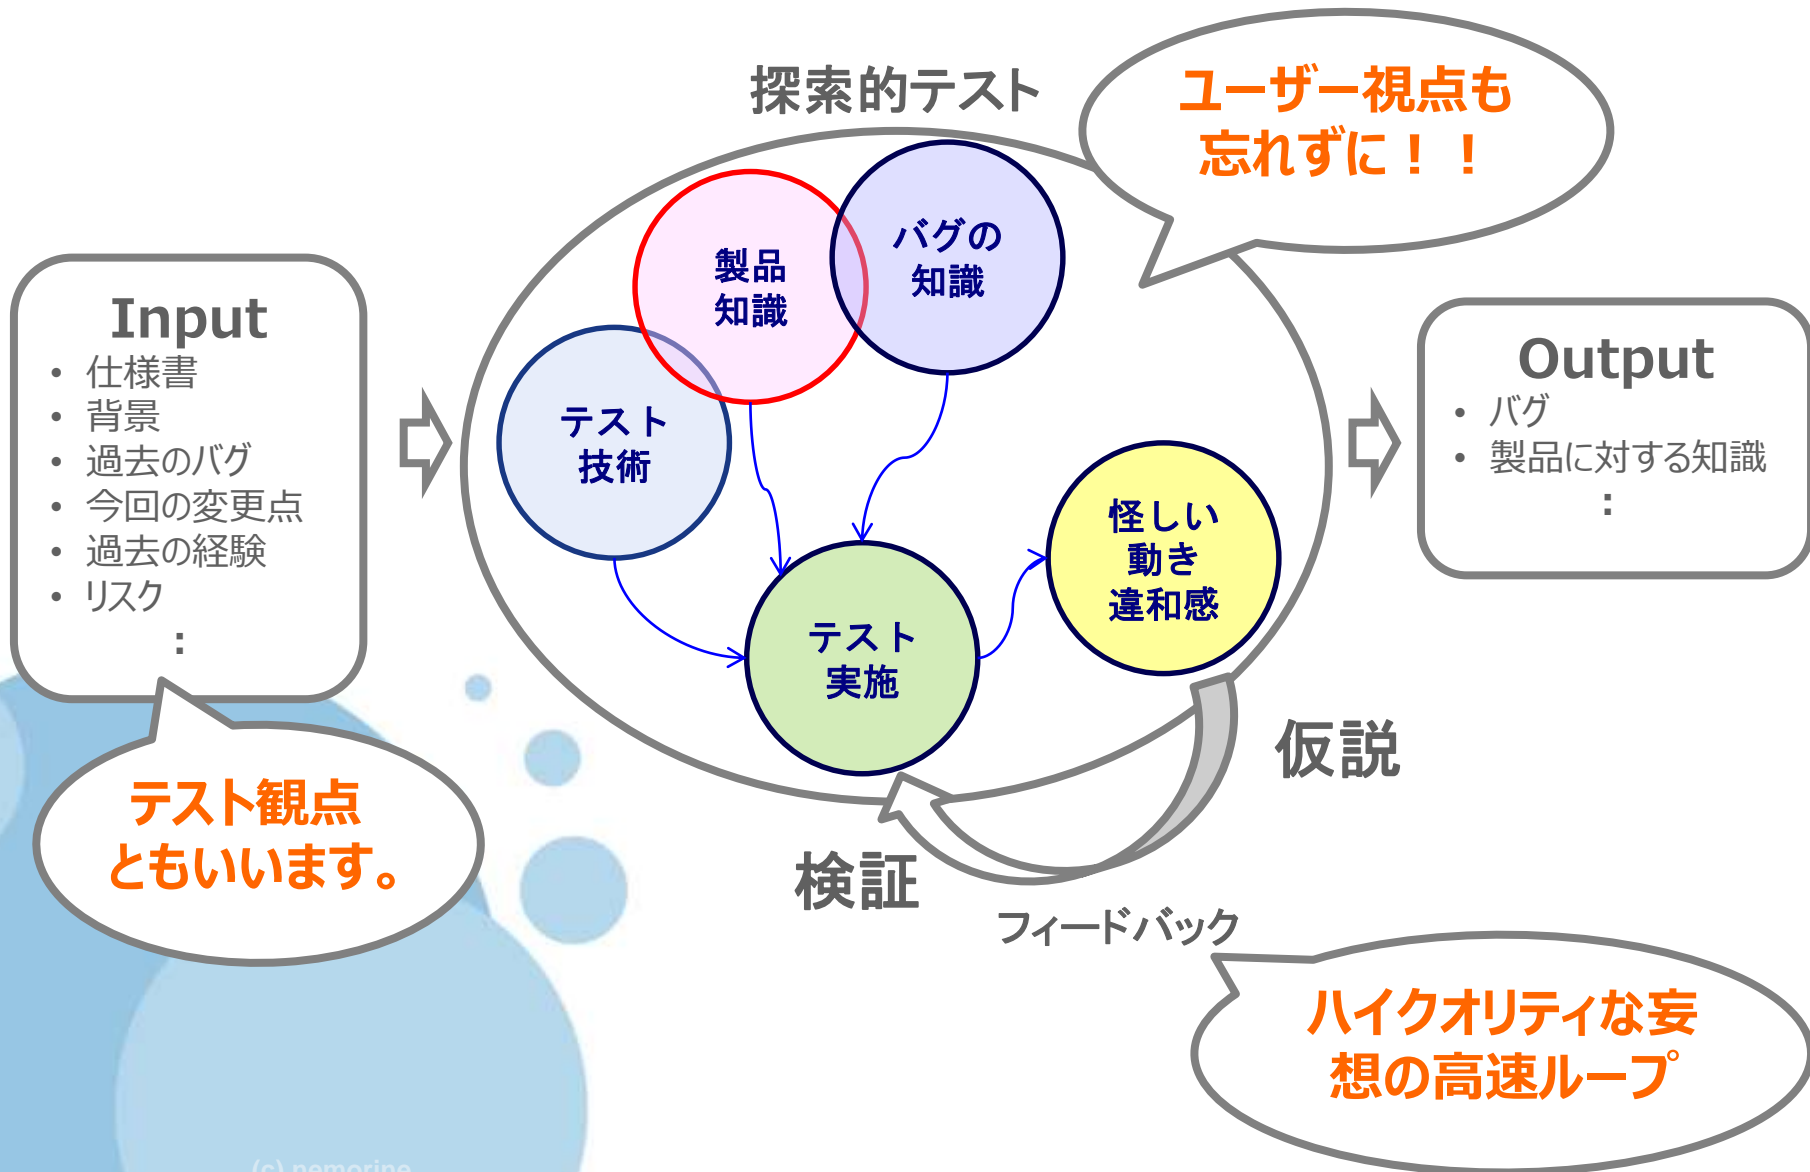 探索的テスト
ユーザー視点も
忘れずに！！
Input
• 仕様書
• 背景
• 過去のバグ
• 今回の変更点
• 過去の経験
• リスク
：
テスト観点
ともいいます。
製品
知識
バグの
知識
テスト
技術
テスト
実施
怪しい
動き
違和感
仮説
検証
フィードバック
ハイクオリティな妄
想の高速ループ
Output
• バグ
• 製品に対する知識
：
(c) nemorine